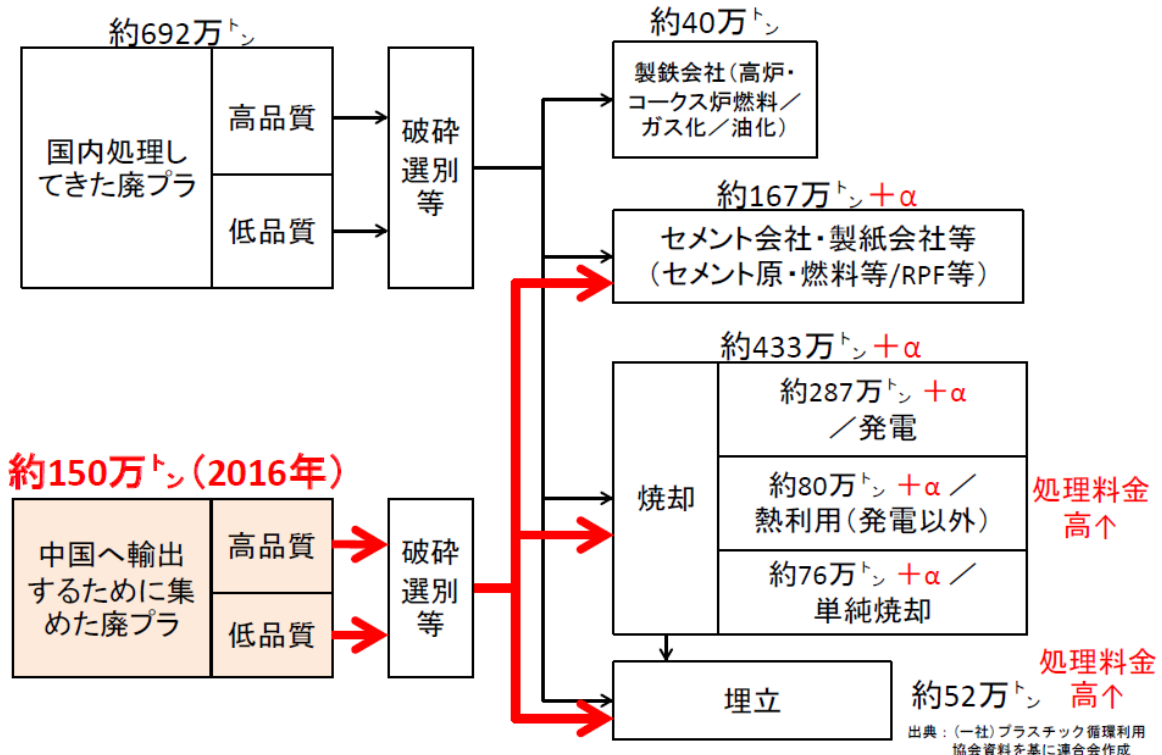 約692万トン
国内処理し
てきた廃プラ
高品質
低品質
破砕
選別
等
約40万トン
製鉄会社(高炉・
コークス炉燃料/
ガス化/油化)
約167万トン+α
セメント会社・製紙会社等
(セメント原・燃料等/RPF等)
約433万トン+α
焼却
約287万トン +α
/発電
約80万トン +α /
熱利用(発電以外)
約76万トン +α /
単純焼却
処理料金
高↑
約150万トン(2016年)
中国へ輸出
するために集
めた廃プラ
高品質
低品質
破砕
選別
等
埋立
約52万トン
処理料金
高↑
出典:(一社)プラスチック循環利用
協会資料を基に連合会作成